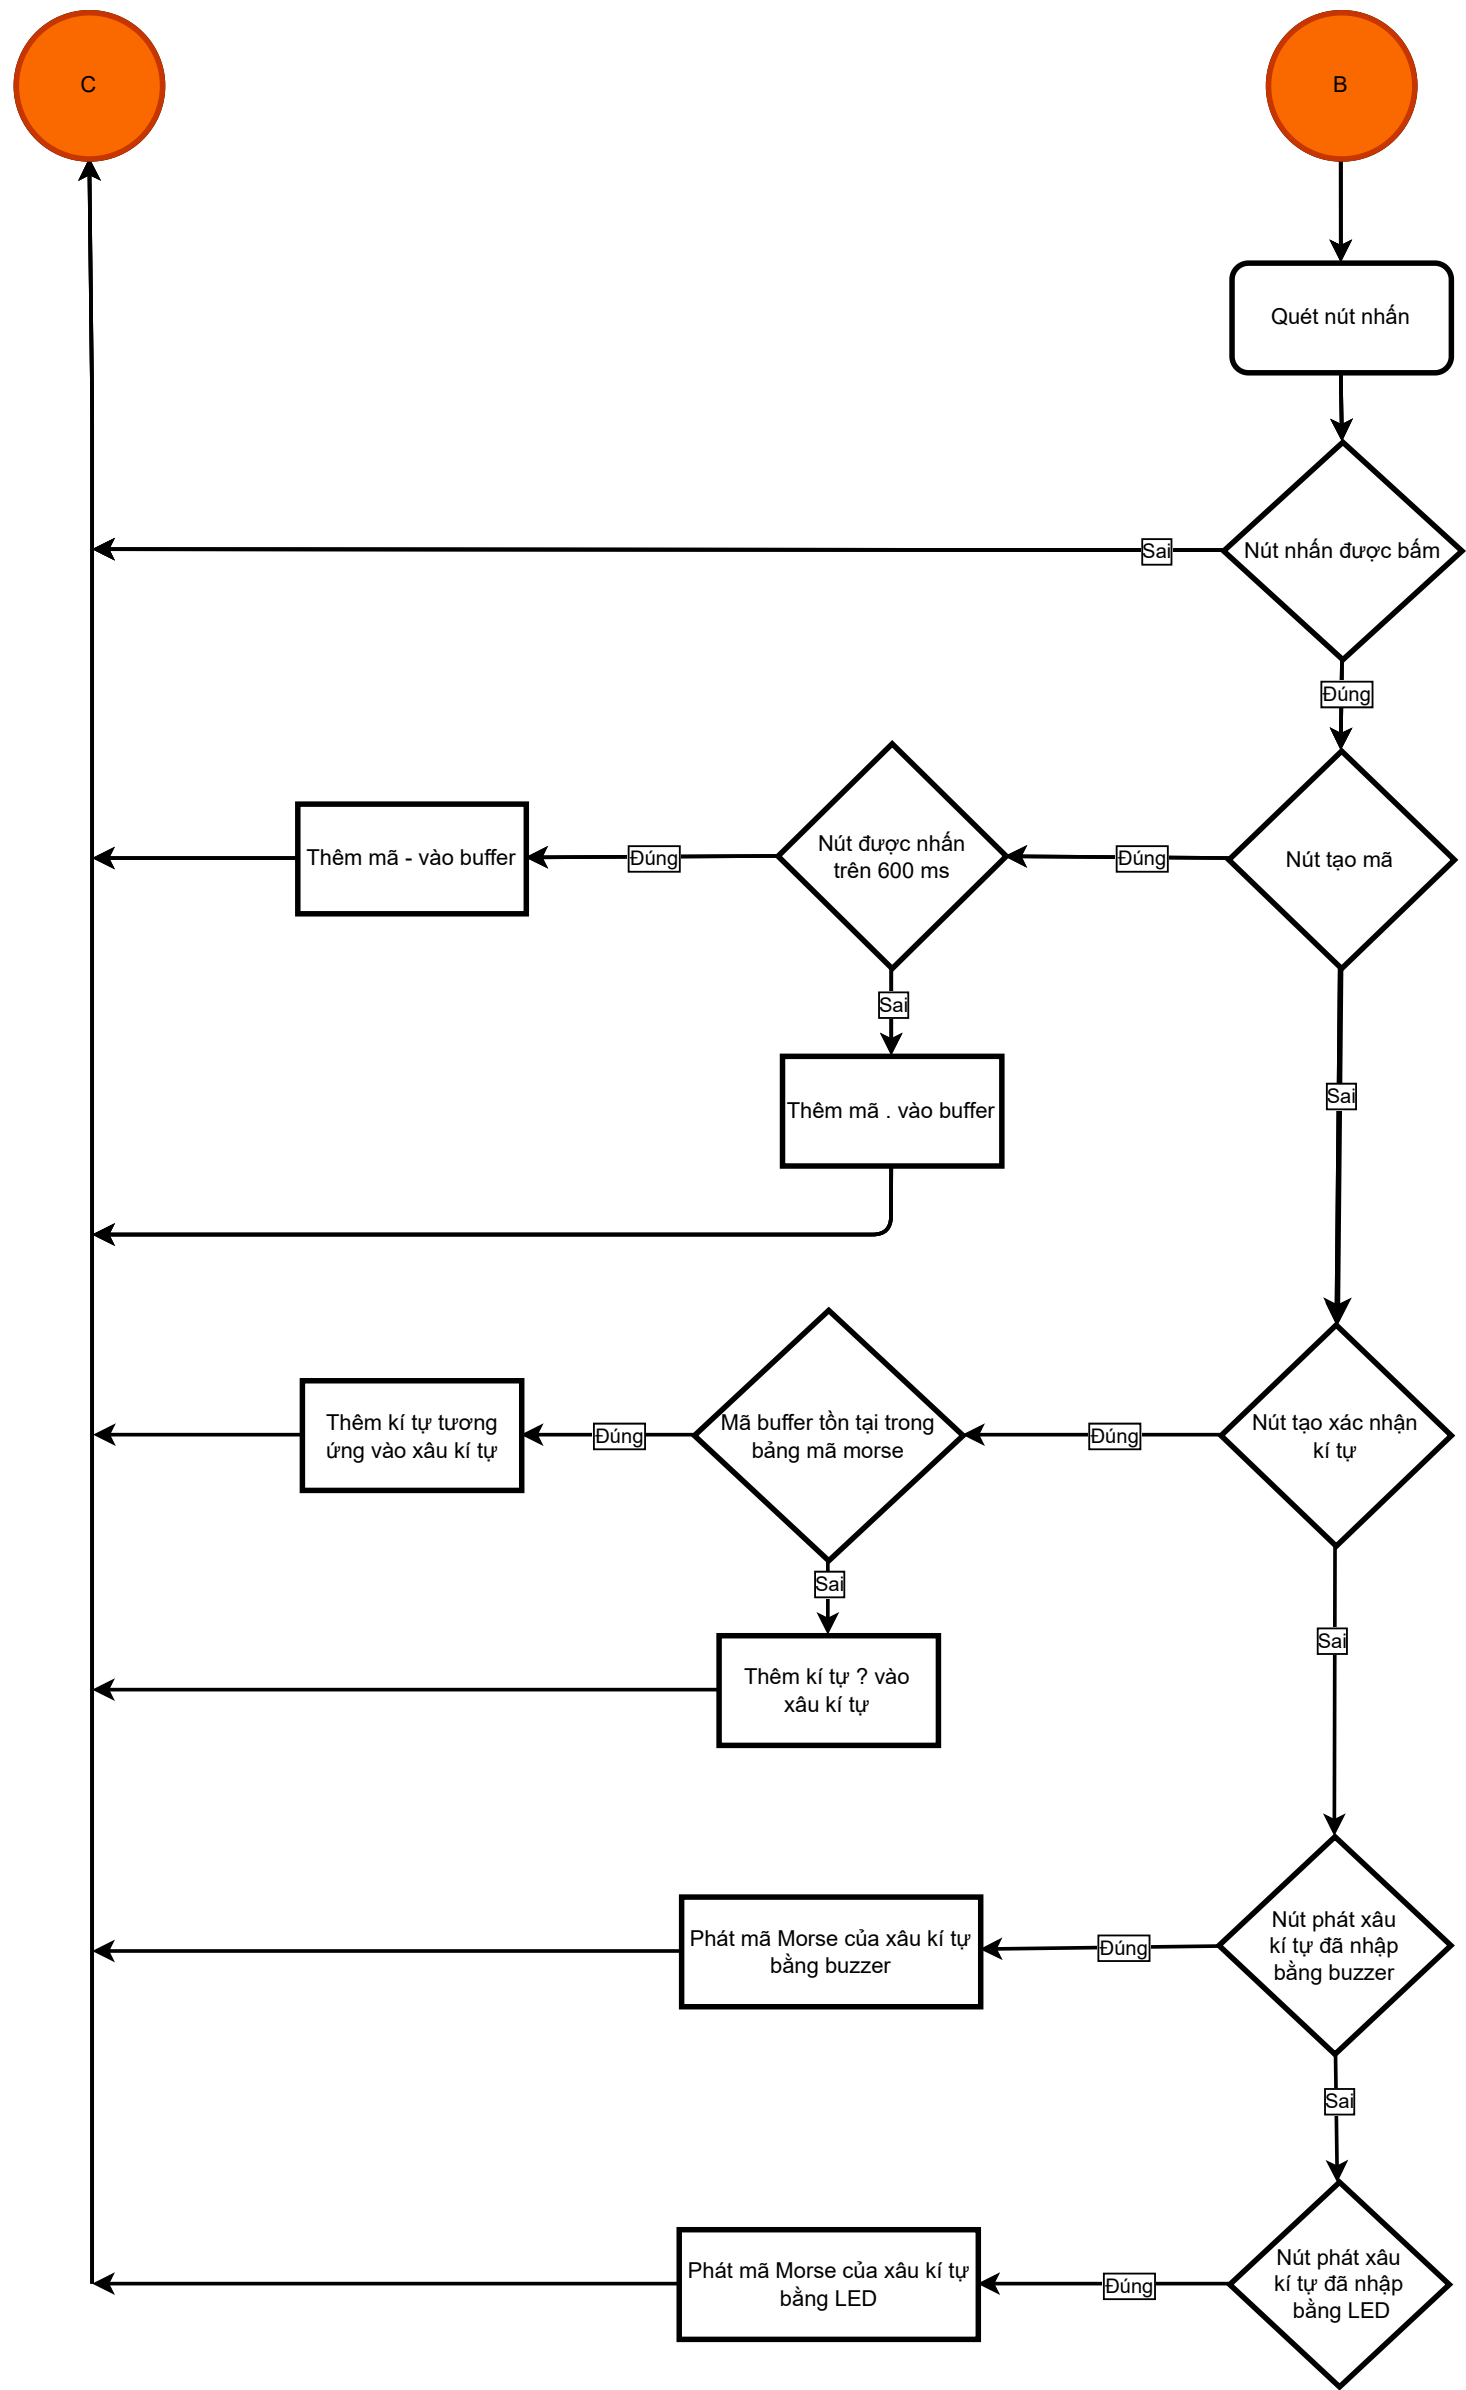 C
B
Quét nút nhấn
Sai
Nút nhấn được bấm
Đúng
Thêm mã - vào buffer
Đúng
Nút được nhấn
trên 600 ms
Đúng
Nút tạo mã
Sai
Thêm mã . vào buffer
Sai
Thêm kí tự tương
ứng vào xâu kí tự
Đúng
Mã buffer tồn tại trong
bảng mã morse
Đúng
Nút tạo xác nhận
kí tự
Sai
Thêm kí tự ? vào
xâu kí tự
Sai
Phát mã Morse của xâu kí tự
bằng buzzer
Đúng
Nút phát xâu
kí tự đã nhập
bằng buzzer
Sai
Phát mã Morse của xâu kí tự
bằng LED
Đúng
Nút phát xâu
kí tự đã nhập
bằng LED